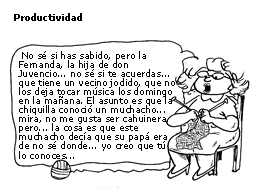 Productividad
No sé si has sabido, pero la
Fernanda, la hija de don
Juvencio... no sé si te acuerdas...
que tiene un vecino jodido, que no
los deja tocar música los domingo
en la mañana. El asunto es que la
chiquilla conoció un muchacho...
mira, no me gusta ser cahuinera
pero... la cosa es que este
muchacho decía que su papá era
de no sé donde... yo creo que tú
lo conoces...